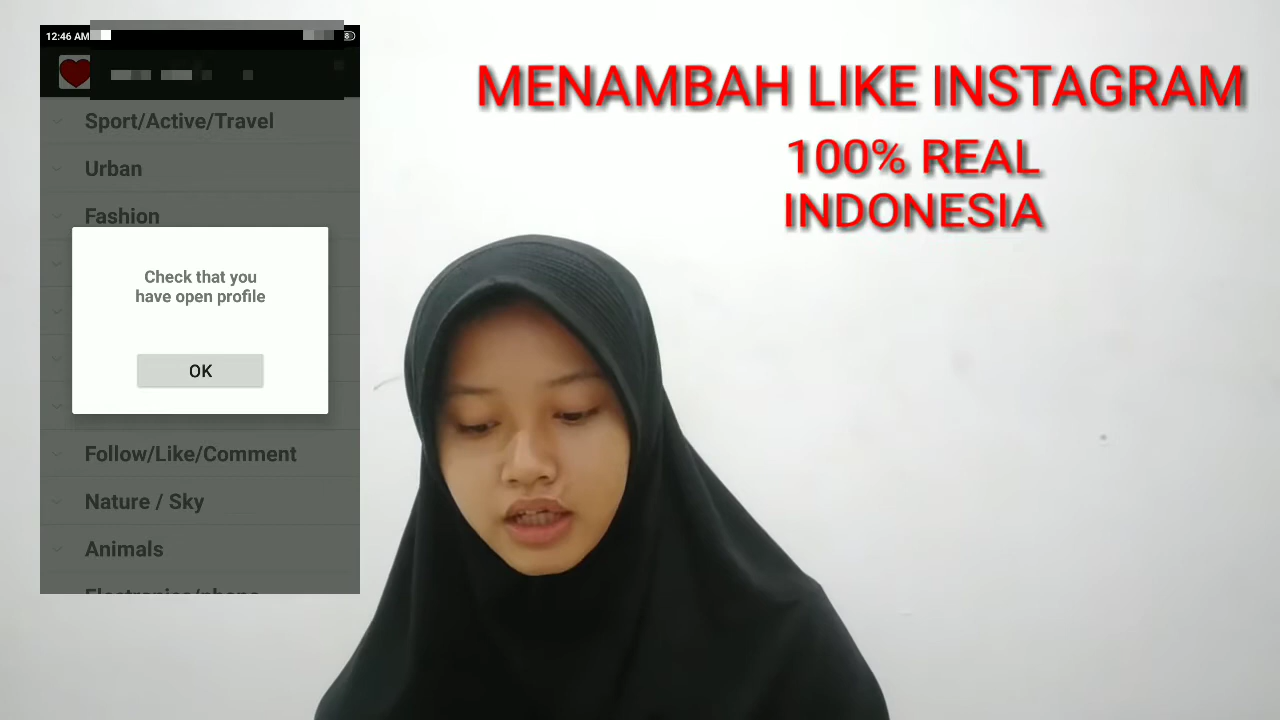 12:46 AM
Sport/Active/Travel
Urban
Fashion
Check that you
have open profile
OK
Follow/Like/Comment
Nature / Sky
Animals
MENAMBAH LIKE INSTAGRAM
100% REAL
INDONESIA